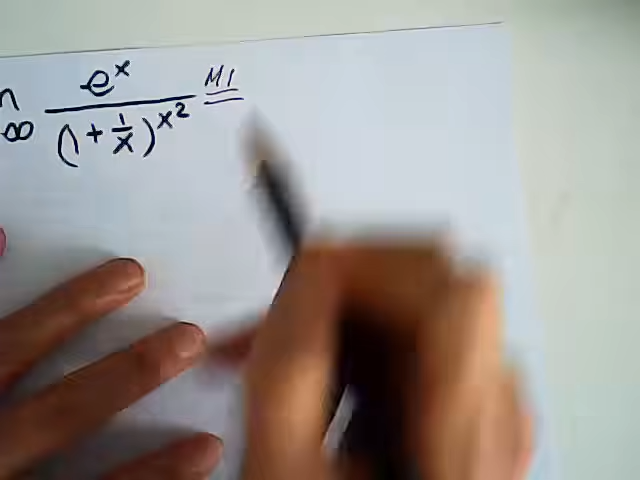 n e^x M1
∞ (1 + 1/x)^x^2 =